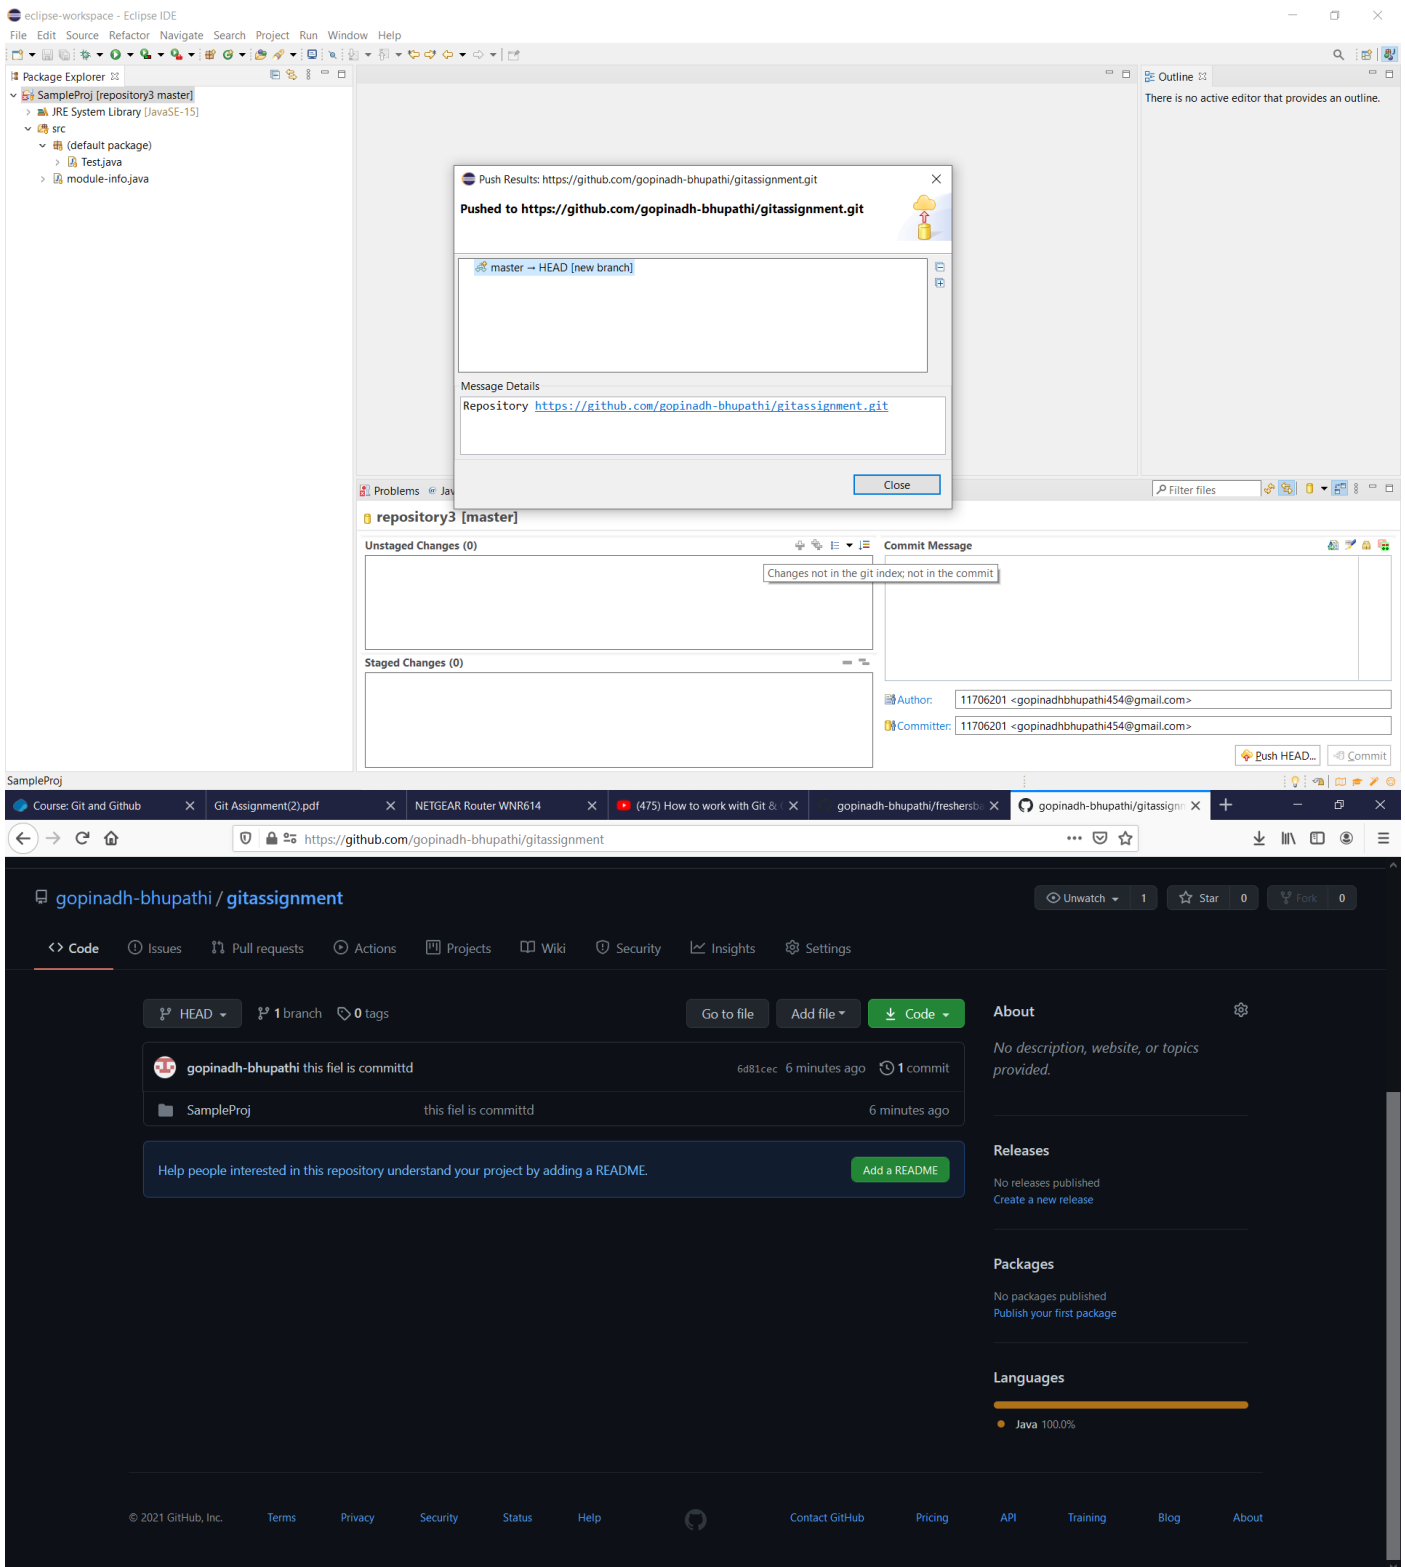 eclipse-workspace - Eclipse IDE
File Edit Source Refactor Navigate Search Project Run Window Help
Package Explorer
SampleProj [repository3 master]
JRE System Library [JavaSE-15]
src
(default package)
Test.java
module-info.java
Outline
There is no active editor that provides an outline.
Push Results: https://github.com/gopinadh-bhupathi/gitassignment.git
Pushed to https://github.com/gopinadh-bhupathi/gitassignment.git
master → HEAD [new branch]
Message Details
Repository https://github.com/gopinadh-bhupathi/gitassignment.git
Close
Problems @ Jav
Filter files
repository3 [master]
Unstaged Changes (0)
Commit Message
Changes not in the git index; not in the commit
Staged Changes (0)
Author: 11706201 <gopinadhbhupathi454@gmail.com>
Committer: 11706201 <gopinadhbhupathi454@gmail.com>
Push HEAD... Commit
SampleProj
Course: Git and Github
Git Assignment(2).pdf
NETGEAR Router WNR614
(475) How to work with Git &
gopinadh-bhupathi/freshersba
gopinadh-bhupathi/gitassignm
https://github.com/gopinadh-bhupathi/gitassignment
gopinadh-bhupathi / gitassignment
Unwatch 1 Star 0 Fork 0
Code Issues Pull requests Actions Projects Wiki Security Insights Settings
HEAD 1 branch 0 tags Go to file Add file Code
gopinadh-bhupathi this fiel is committd 6d81cec 6 minutes ago 1 commit
SampleProj this fiel is committd 6 minutes ago
Help people interested in this repository understand your project by adding a README. Add a README
About
No description, website, or topics
provided.
Releases
No releases published
Create a new release
Packages
No packages published
Publish your first package
Languages
Java 100.0%
© 2021 GitHub, Inc. Terms Privacy Security Status Help Contact GitHub Pricing API Training Blog About